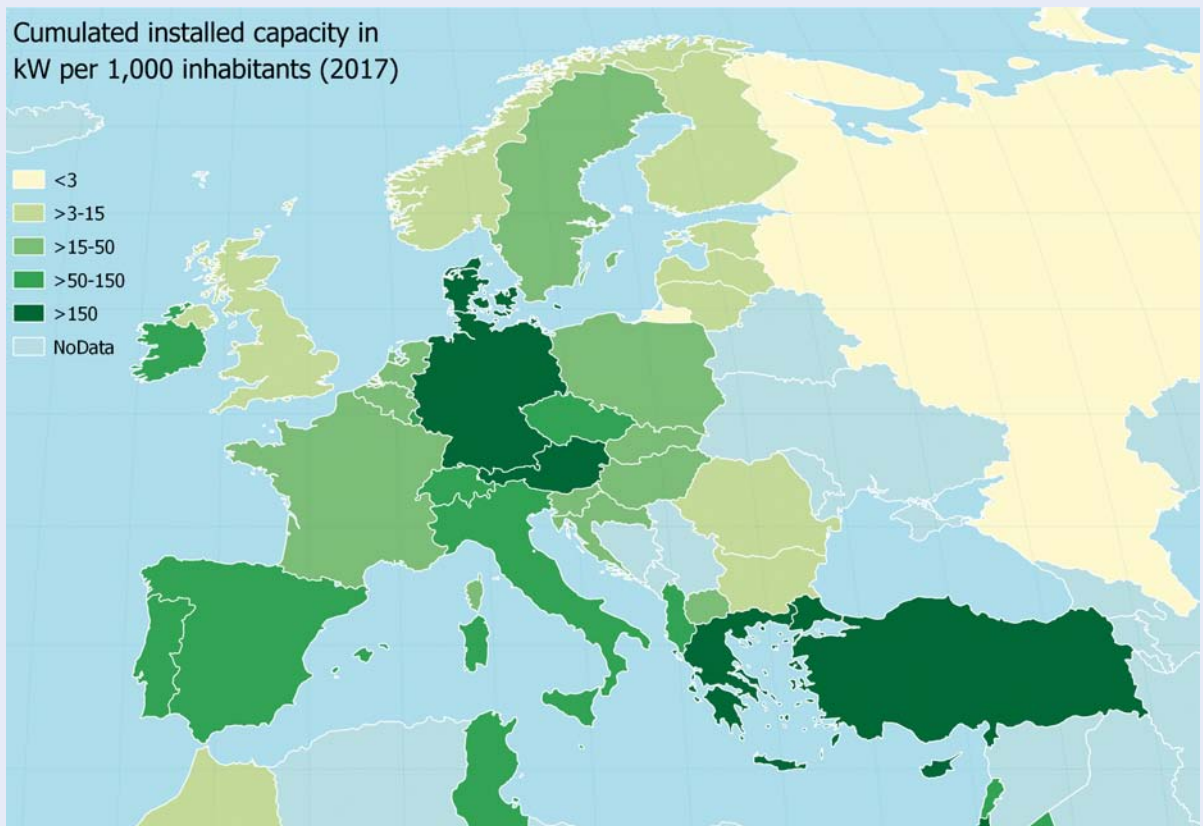 Cumulated installed capacity in
kW per 1,000 inhabitants (2017)
<3
>3-15
>15-50
>50-150
>150
NoData